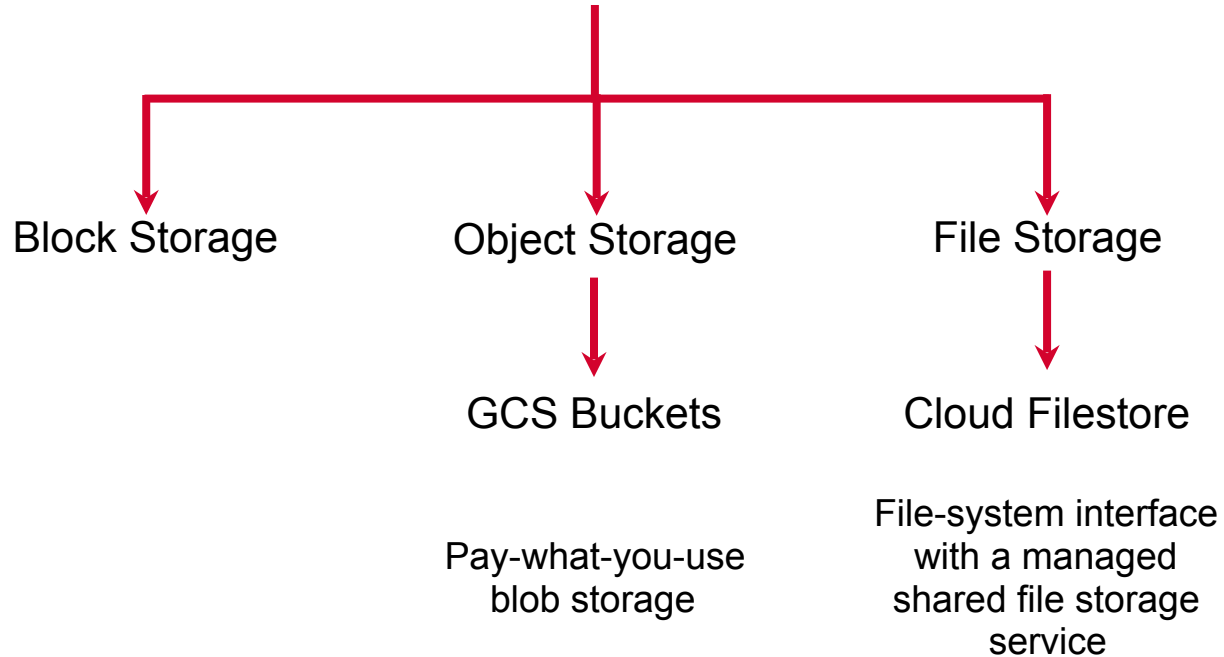 Block Storage
Object Storage
File Storage
GCS Buckets
Cloud Filestore
Pay-what-you-use
blob storage
File-system interface
with a managed
shared file storage
service